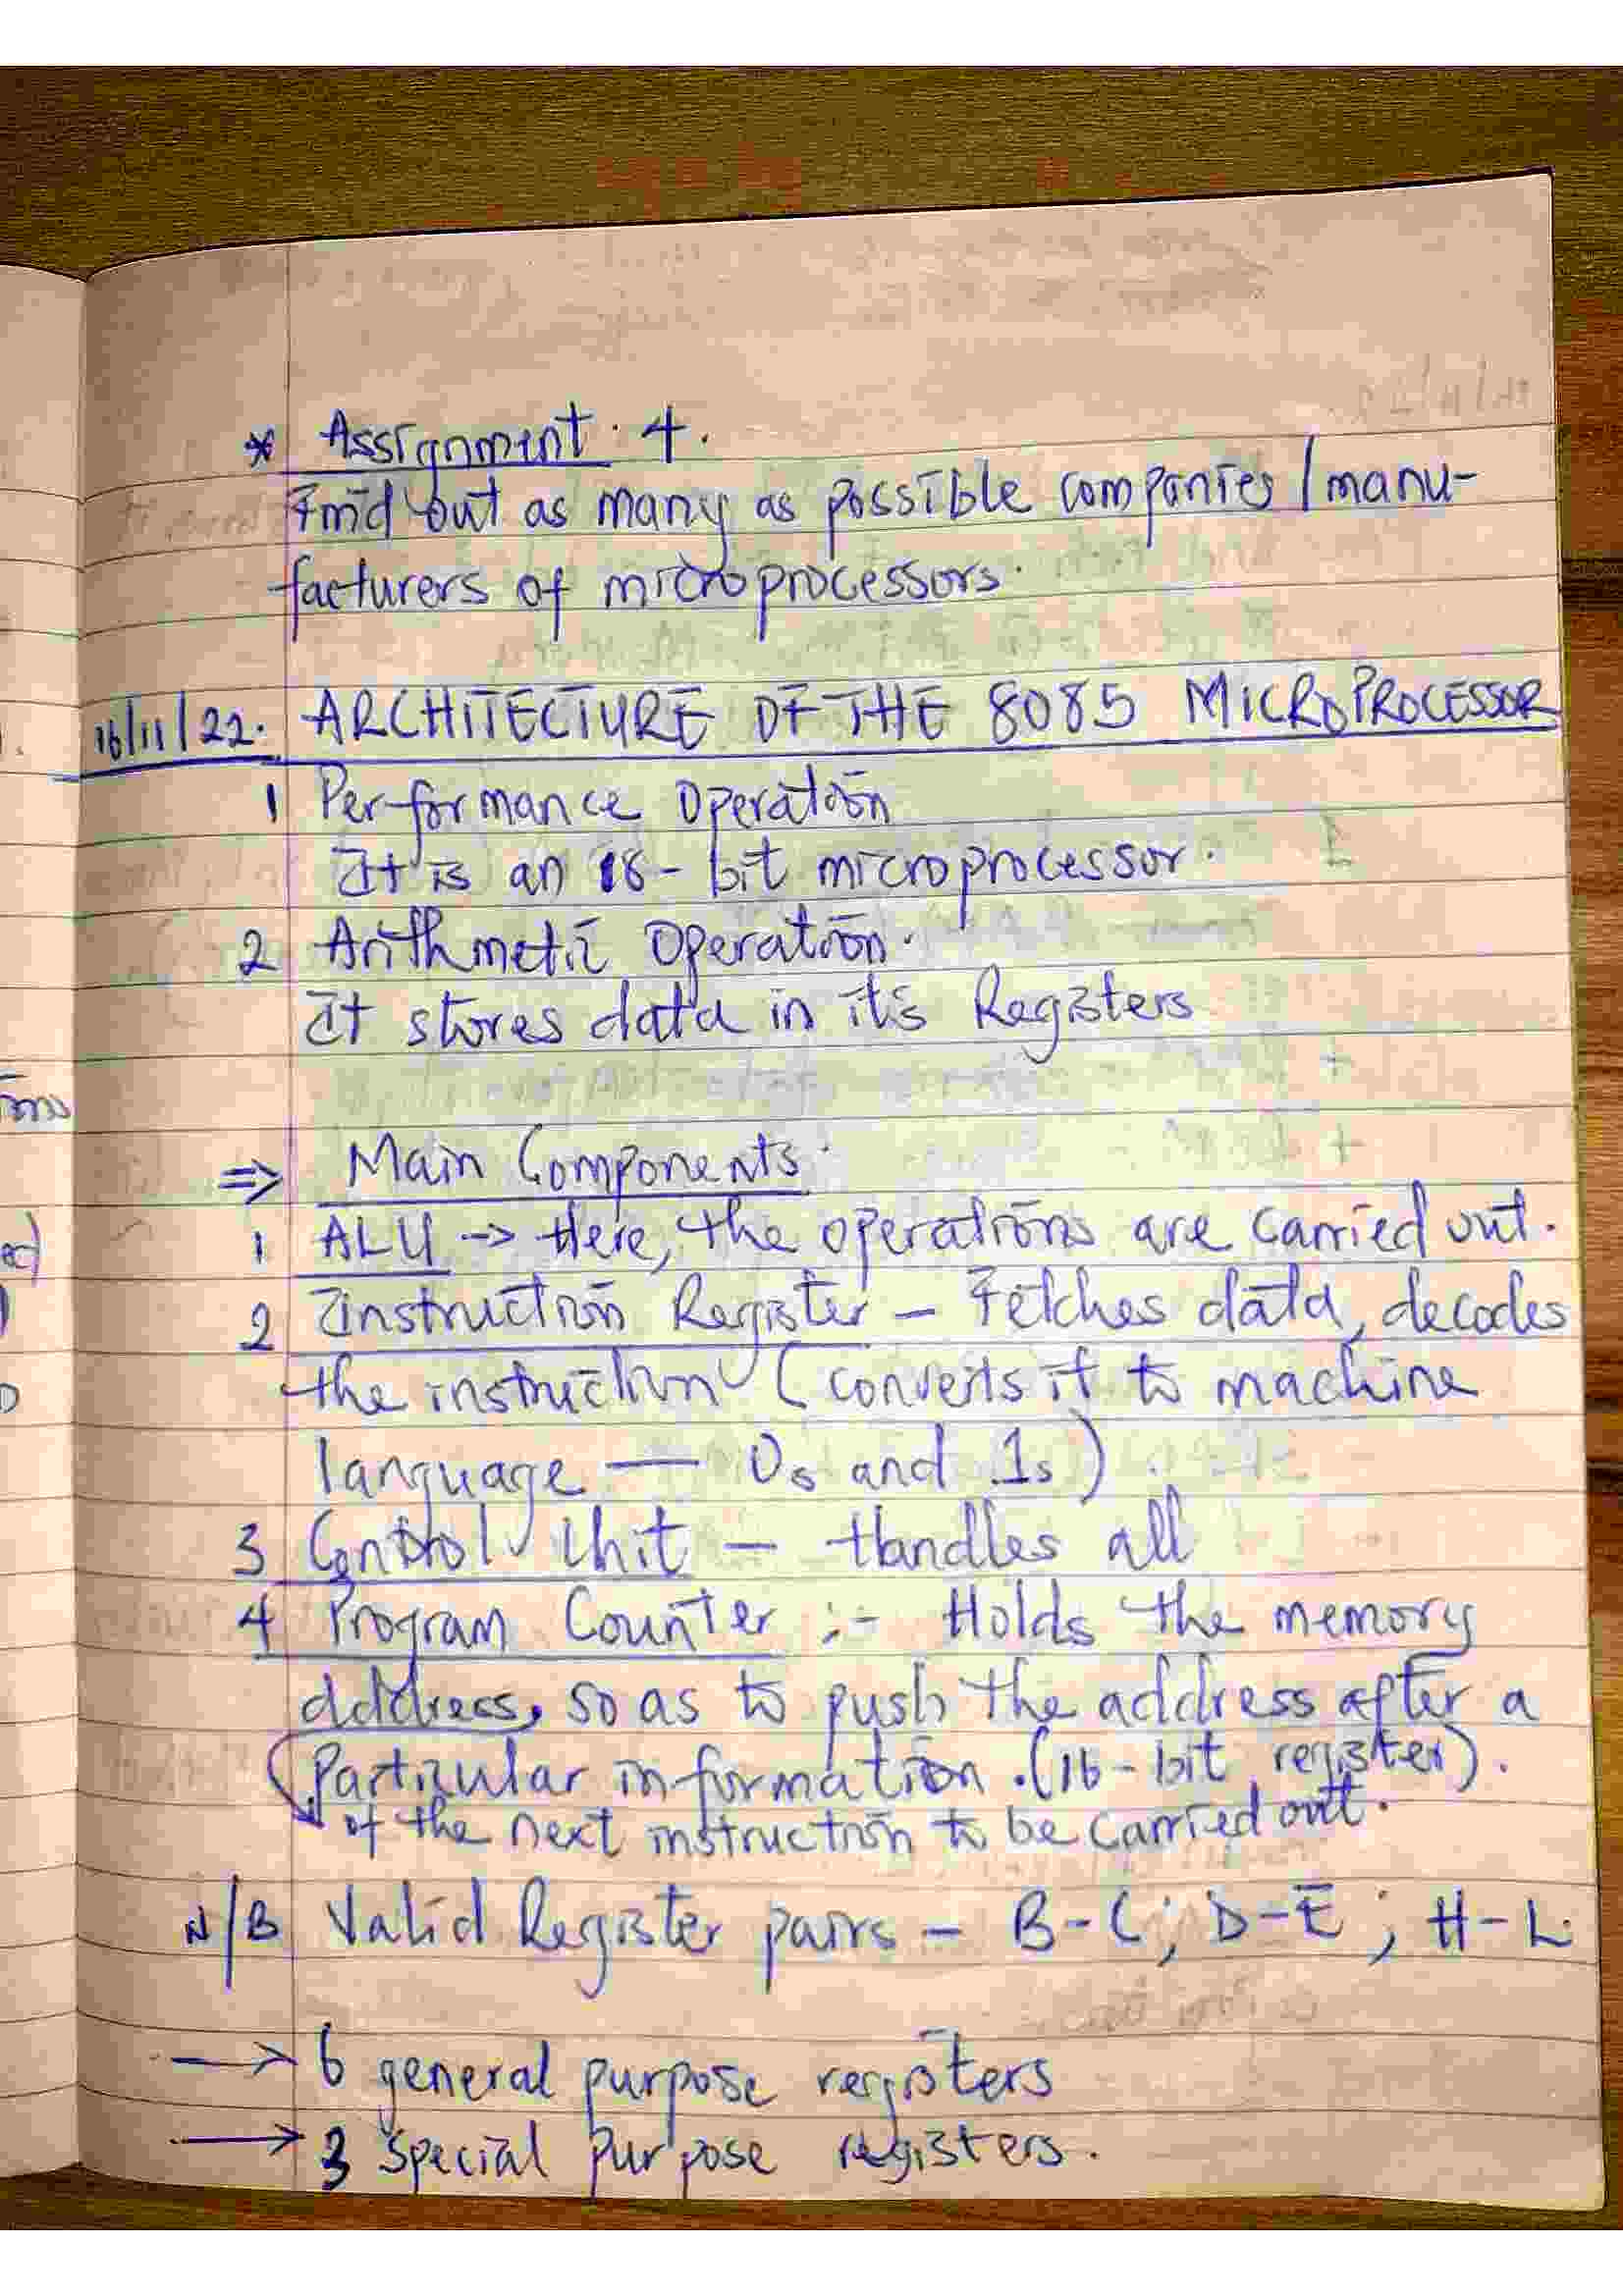 * Assignment . 4.
Find out as many as possible companies / manu-
facturers of microprocessors.
16/11/22. ARCHITECTURE OF THE 8085 MICROPROCESSOR
1 Performance Operation
It is an 8-bit microprocessor.
2 Arithmetic Operation.
It stores data in it's Registers
⇒ Main Components.
1 ALU → Here, the operations are carried out.
2 Instruction Register - Fetches data, decodes
the instruction (converts it to machine
language — 0s and 1s)
3 Control Unit - Handles all
4 Program Counter :- Holds the memory
address, so as to push the address after a
particular information. (16-bit register).
of the next instruction to be carried out.
N/B Valid Register pairs - B-C; D-E; H-L.
→ 6 general purpose registers
→ 3 special purpose registers.